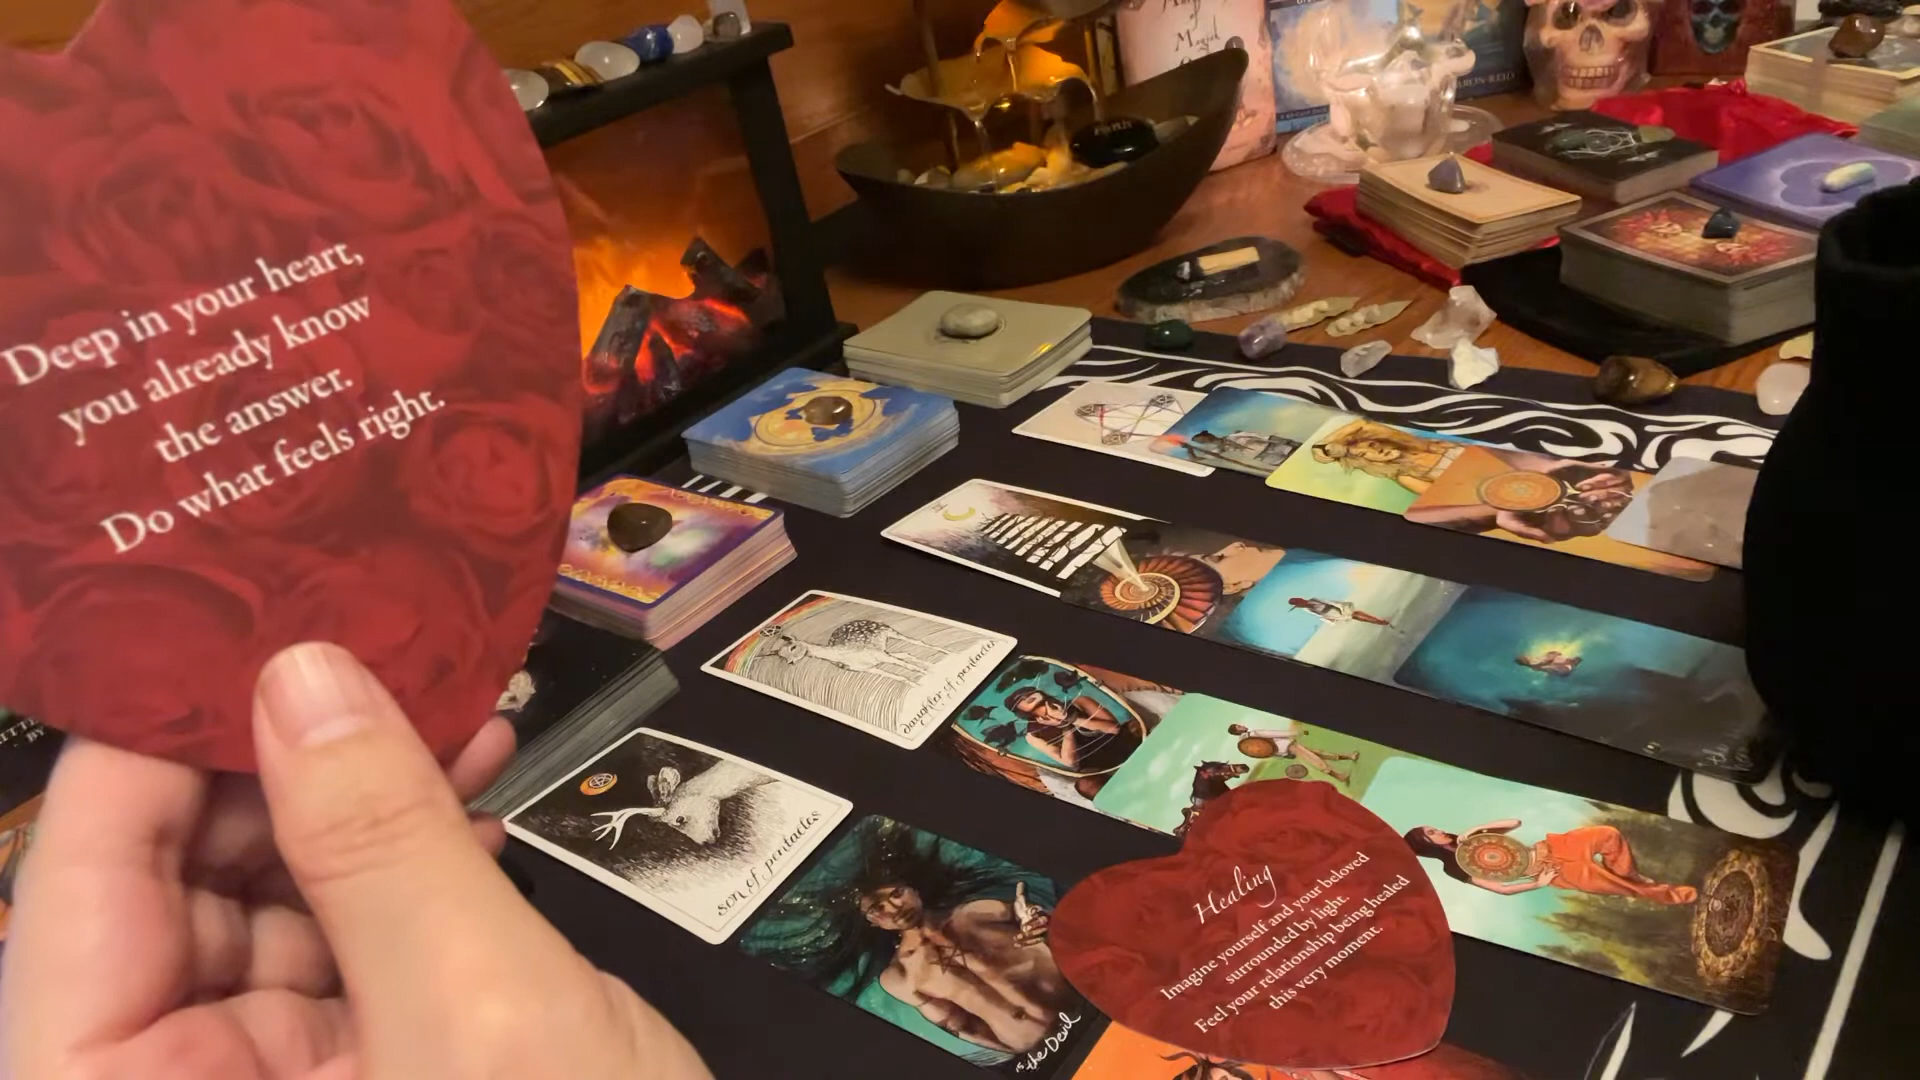 Deep in your heart,
you already know
the answer.
Do what feels right.
Healing
Imagine yourself and your beloved
surrounded by light.
Feel your relationship being healed
this very moment.
daughter of pentacles
son of pentacles
the Devil
of
BY